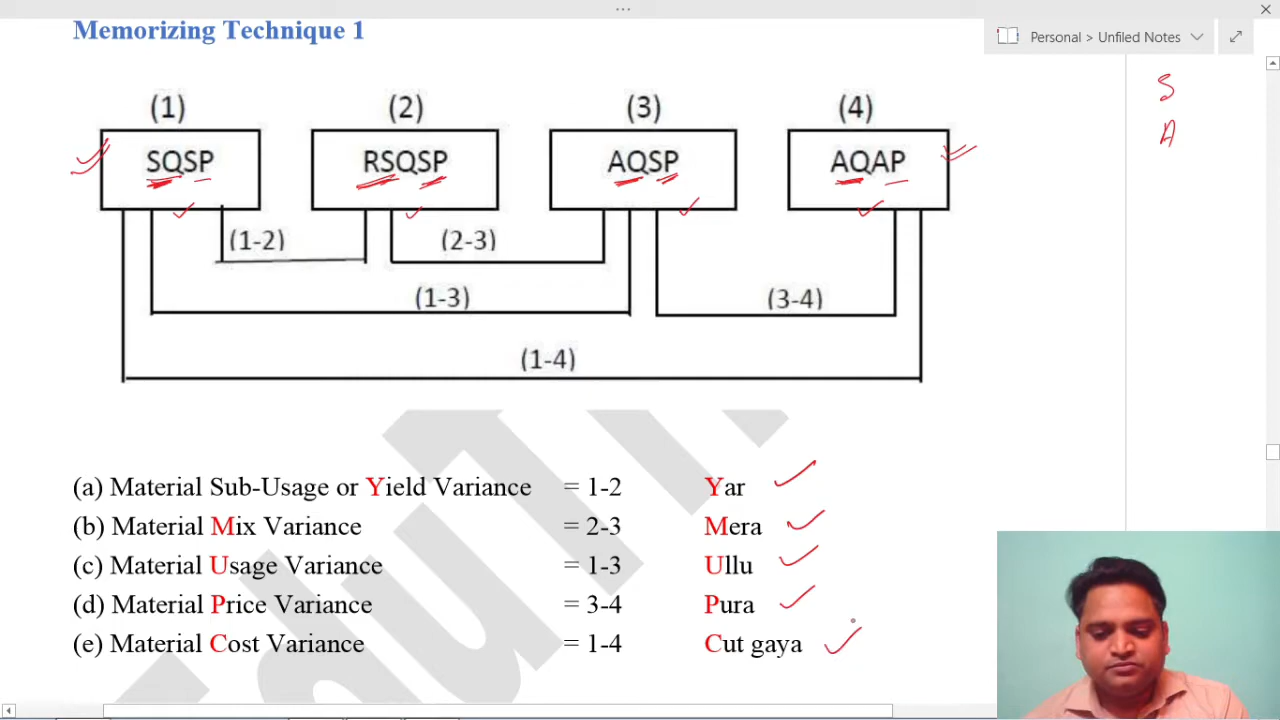 Memorizing Technique 1
Personal > Unfiled Notes
S
A
(1) (2) (3) (4)
SQSP RSQSP AQSP AQAP
(1-2) (2-3)
(1-3) (3-4)
(1-4)
(a) Material Sub-Usage or Yield Variance = 1-2 Yar
(b) Material Mix Variance = 2-3 Mera
(c) Material Usage Variance = 1-3 Ullu
(d) Material Price Variance = 3-4 Pura
(e) Material Cost Variance = 1-4 Cut gaya